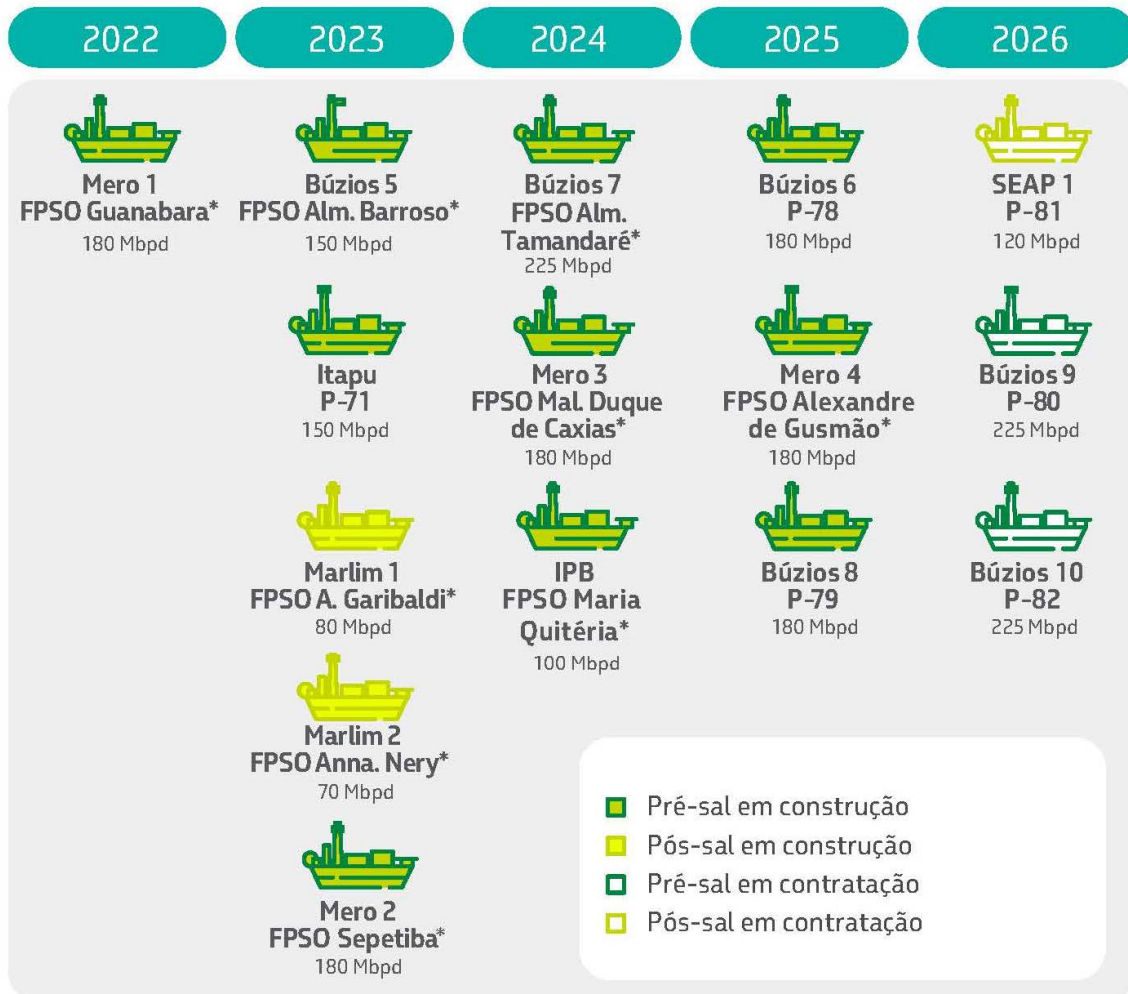 2022
2023
2024
2025
2026
Mero 1
FPSO Guanabara*
180 Mbpd
Búzios 5
FPSO Alm. Barroso*
150 Mbpd
Itapu
P-71
150 Mbpd
Marlim 1
FPSO A. Garibaldi*
80 Mbpd
Marlim 2
FPSO Anna. Nery*
70 Mbpd
Mero 2
FPSO Sepetiba*
180 Mbpd
Búzios 7
FPSO Alm.
Tamandaré*
225 Mbpd
Mero 3
FPSO Mal. Duque
de Caxias*
180 Mbpd
IPB
FPSO Maria
Quitéria*
100 Mbpd
Búzios 6
P-78
180 Mbpd
Mero 4
FPSO Alexandre
de Gusmão*
180 Mbpd
Búzios 8
P-79
180 Mbpd
SEAP 1
P-81
120 Mbpd
Búzios 9
P-80
225 Mbpd
Búzios 10
P-82
225 Mbpd
Pré-sal em construção
Pós-sal em construção
Pré-sal em contratação
Pós-sal em contratação